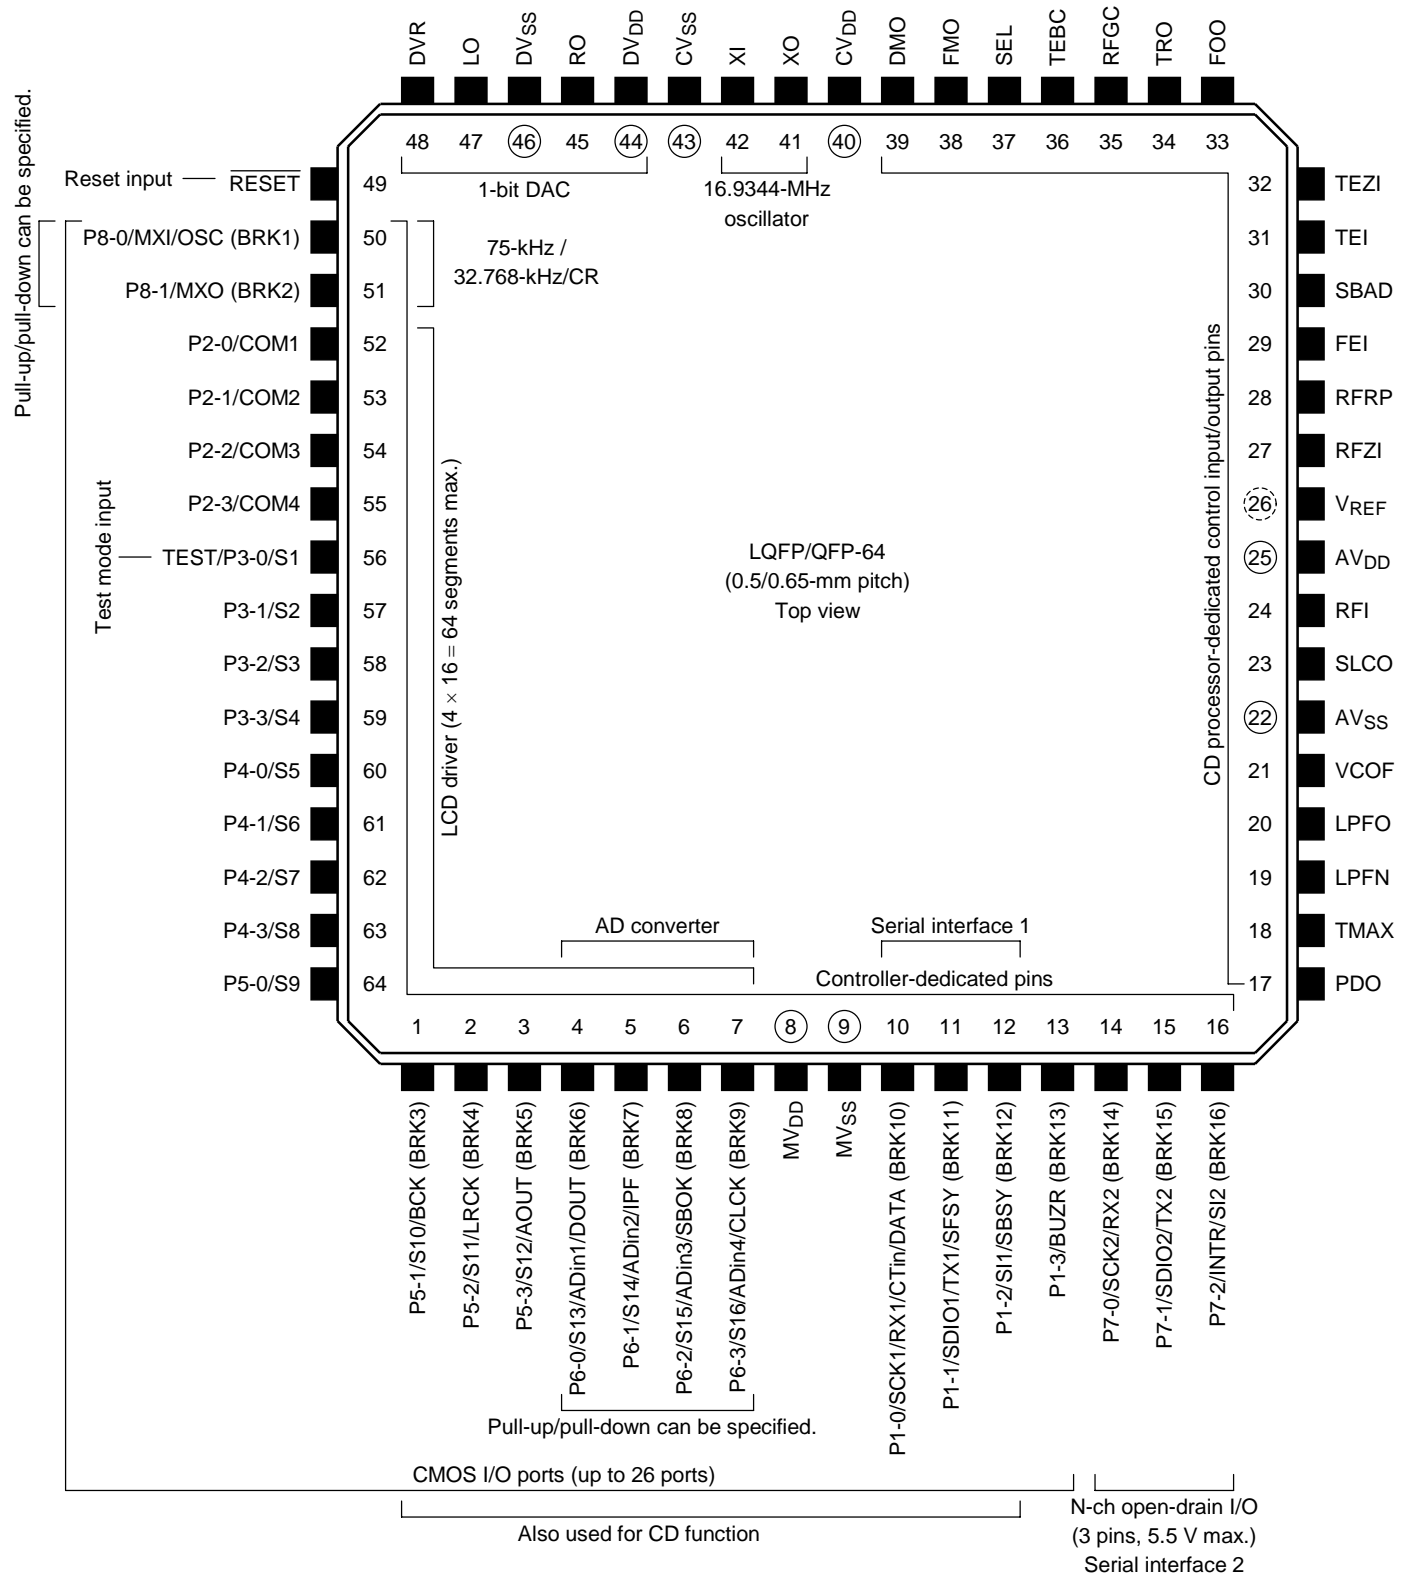 DVR
LO
DVSS
RO
DVDD
CVSS
XI
XO
CVDD
DMO
FMO
SEL
TEBC
RFGC
TRO
FOO
48 47 46 45 44 43 42 41 40 39 38 37 36 35 34 33
1-bit DAC
16.9344-MHz
oscillator
Pull-up/pull-down can be specified.
Reset input
RESET 49
P8-0/MXI/OSC (BRK1) 50
P8-1/MXO (BRK2) 51
75-kHz /
32.768-kHz/CR
P2-0/COM1 52
P2-1/COM2 53
P2-2/COM3 54
P2-3/COM4 55
Test mode input
TEST/P3-0/S1 56
P3-1/S2 57
P3-2/S3 58
P3-3/S4 59
P4-0/S5 60
P4-1/S6 61
P4-2/S7 62
P4-3/S8 63
P5-0/S9 64
LCD driver (4 × 16 = 64 segments max.)
LQFP/QFP-64
(0.5/0.65-mm pitch)
Top view
CD processor-dedicated control input/output pins
32 TEZI
31 TEI
30 SBAD
29 FEI
28 RFRP
27 RFZI
26 VREF
25 AVDD
24 RFI
23 SLCO
22 AVSS
21 VCOF
20 LPFO
19 LPFN
18 TMAX
17 PDO
AD converter
Serial interface 1
Controller-dedicated pins
1 2 3 4 5 6 7 8 9 10 11 12 13 14 15 16
P5-1/S10/BCK (BRK3)
P5-2/S11/LRCK (BRK4)
P5-3/S12/AOUT (BRK5)
P6-0/S13/ADin1/DOUT (BRK6)
P6-1/S14/ADin2/IPF (BRK7)
P6-2/S15/ADin3/SBOK (BRK8)
P6-3/S16/ADin4/CLCK (BRK9)
MVDD
MVSS
P1-0/SCK1/RX1/CTin/DATA (BRK10)
P1-1/SDIO1/TX1/SFSY (BRK11)
P1-2/SI1/SBSY (BRK12)
P1-3/BUZR (BRK13)
P7-0/SCK2/RX2 (BRK14)
P7-1/SDIO2/TX2 (BRK15)
P7-2/INTR/SI2 (BRK16)
Pull-up/pull-down can be specified.
CMOS I/O ports (up to 26 ports)
Also used for CD function
N-ch open-drain I/O
(3 pins, 5.5 V max.)
Serial interface 2